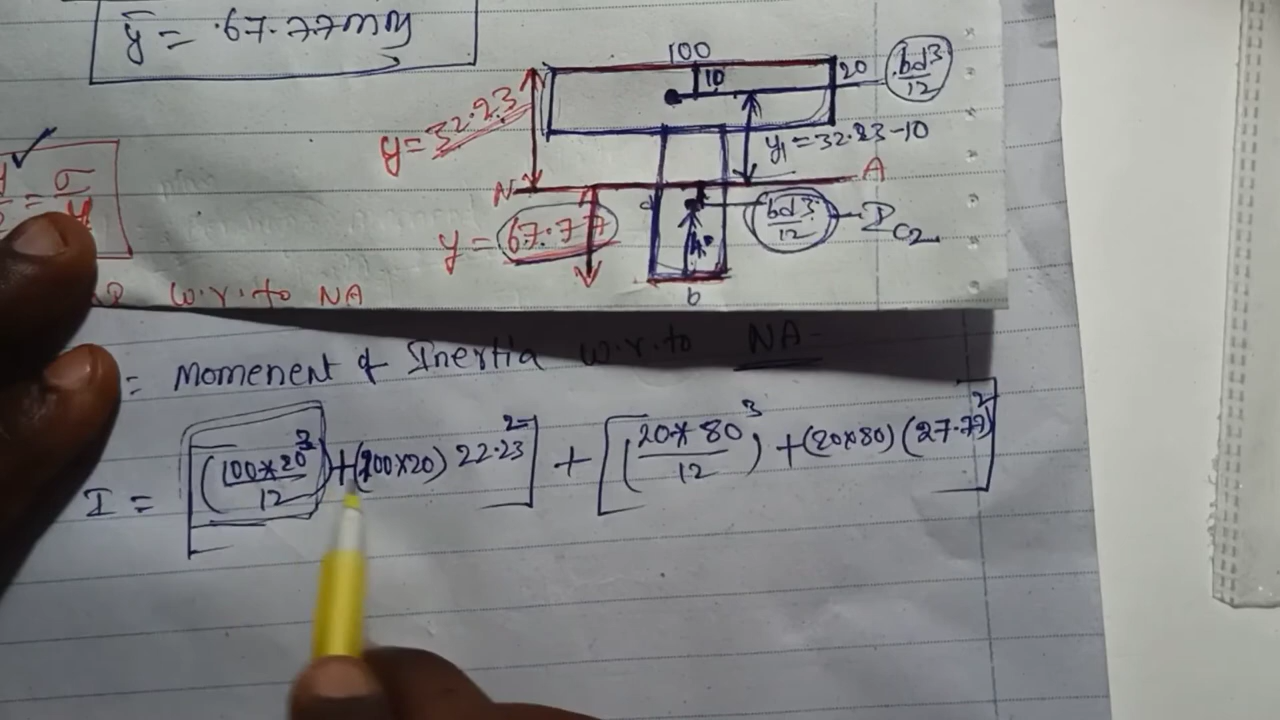 ȳ = 67.77mm
100
10
20
bd³/12
y = 32.23
y₁ = 32.23-10
N
A
= σ/y
y = 67.77
bd³/12
I C₂
d
40
b
w.r.to NA
= Momenent of Inertia w.r.to NA
I = [(100×20³/12) + (100×20) 22.23²] + [(20×80³/12) + (20×80) (27.77)²]